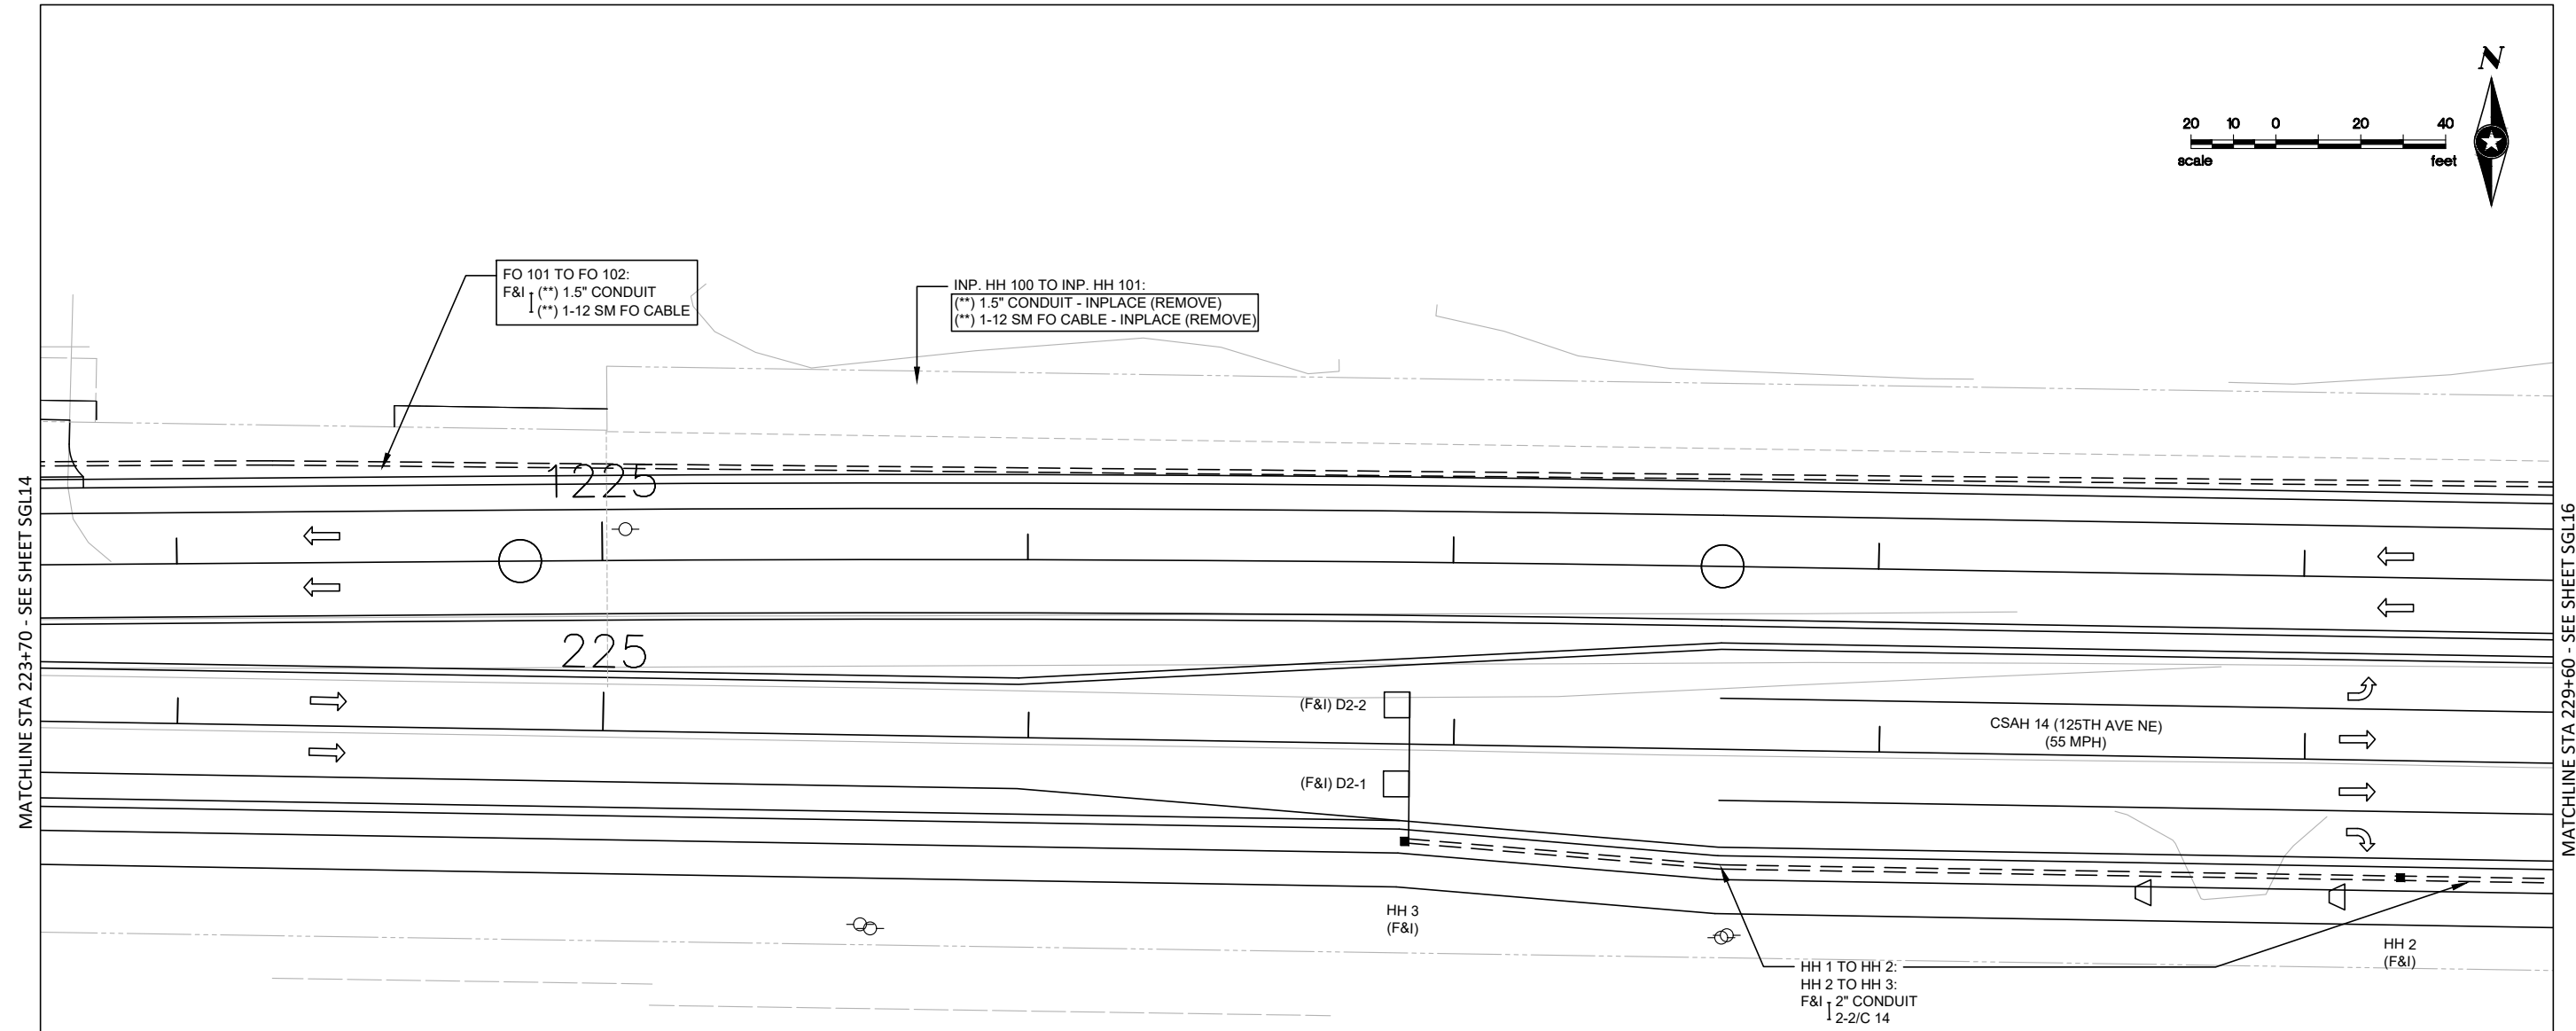 N
20 10 0 20 40
scale feet
FO 101 TO FO 102:
F&I (**) 1.5" CONDUIT
(**) 1-12 SM FO CABLE
INP. HH 100 TO INP. HH 101:
(**) 1.5" CONDUIT - INPLACE (REMOVE)
(**) 1-12 SM FO CABLE - INPLACE (REMOVE)
MATCHLINE STA 223+70 - SEE SHEET SGL14
1225
225
MATCHLINE STA 229+60 - SEE SHEET SGL16
(F&I) D2-2
CSAH 14 (125TH AVE NE)
(55 MPH)
(F&I) D2-1
HH 3
(F&I)
HH 2
(F&I)
HH 1 TO HH 2:
HH 2 TO HH 3:
F&I 2" CONDUIT
2-2/C 14